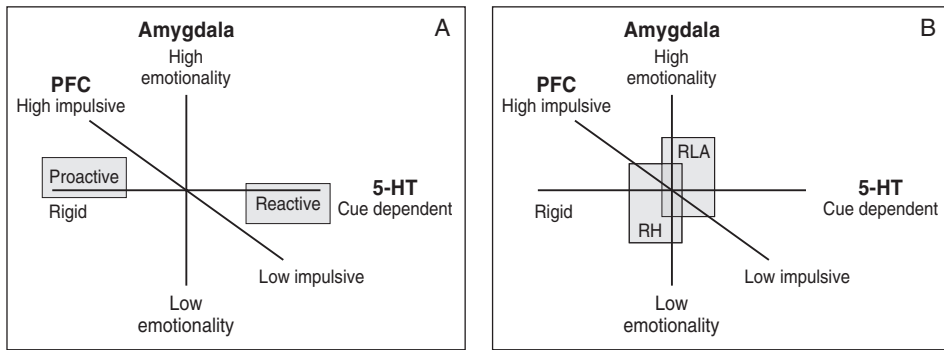 A
Amygdala
High
emotionality
PFC
High impulsive
Proactive
Rigid
Reactive
5-HT
Cue dependent
Low impulsive
Low
emotionality
B
Amygdala
High
emotionality
PFC
High impulsive
RLA
5-HT
Rigid
Cue dependent
RH
Low impulsive
Low
emotionality